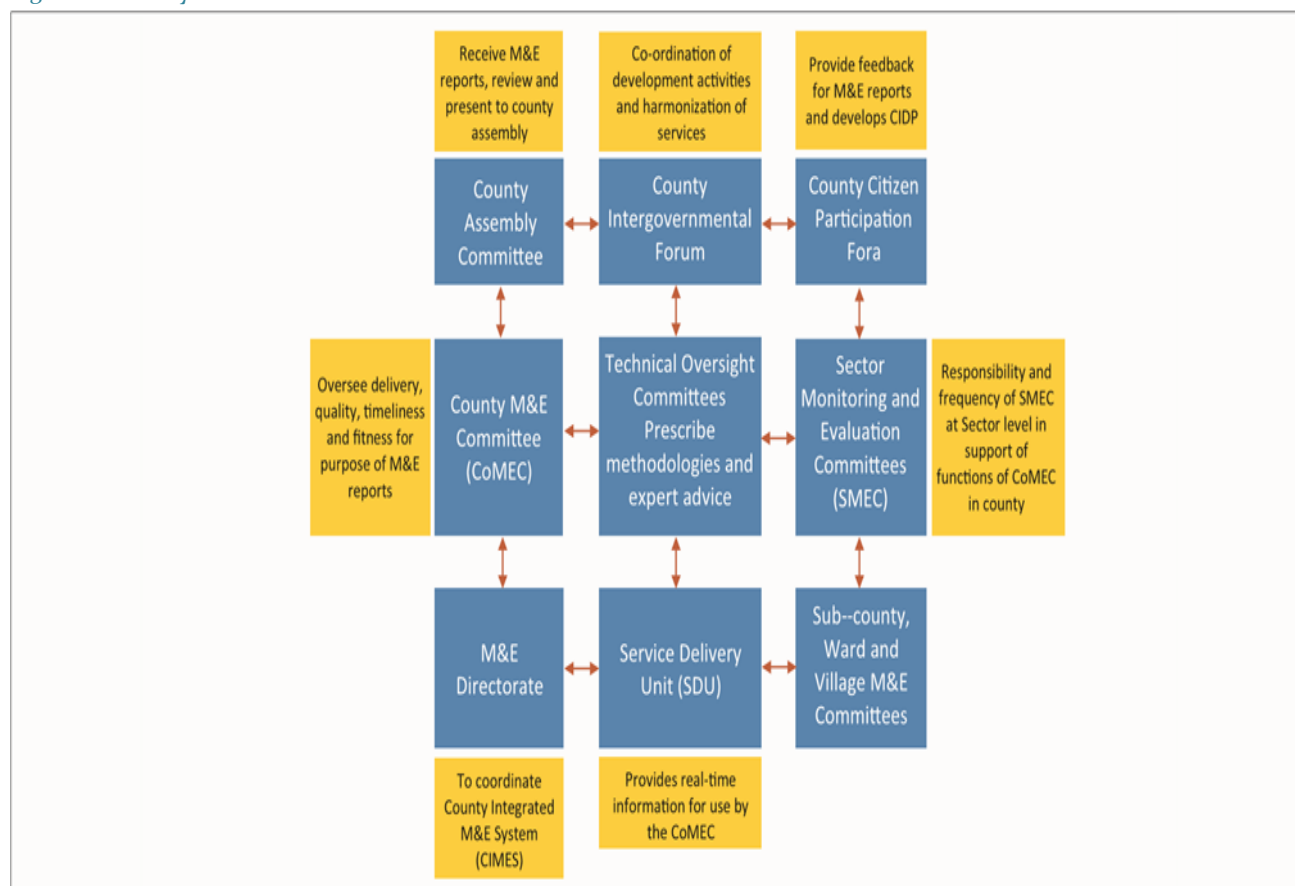 Receive M&E
reports, review and
present to county
assembly
Co-ordination of
development activities
and harmonization of
services
Provide feedback
for M&E reports
and develops CIDP
County
Assembly
Committee
County
Intergovernmental
Forum
County Citizen
Participation
Fora
Oversee delivery,
quality, timeliness
and fitness for
purpose of M&E
reports
County M&E
Committee
(CoMEC)
Technical Oversight
Committees
Prescribe
methodologies and
expert advice
Sector
Monitoring and
Evaluation
Committees
(SMEC)
Responsibility and
frequency of SMEC
at Sector level in
support of
functions of CoMEC
in county
M&E
Directorate
Service Delivery
Unit (SDU)
Sub--county,
Ward and
Village M&E
Committees
To coordinate
County Integrated
M&E System
(CIMES)
Provides real-time
information for use by
the CoMEC